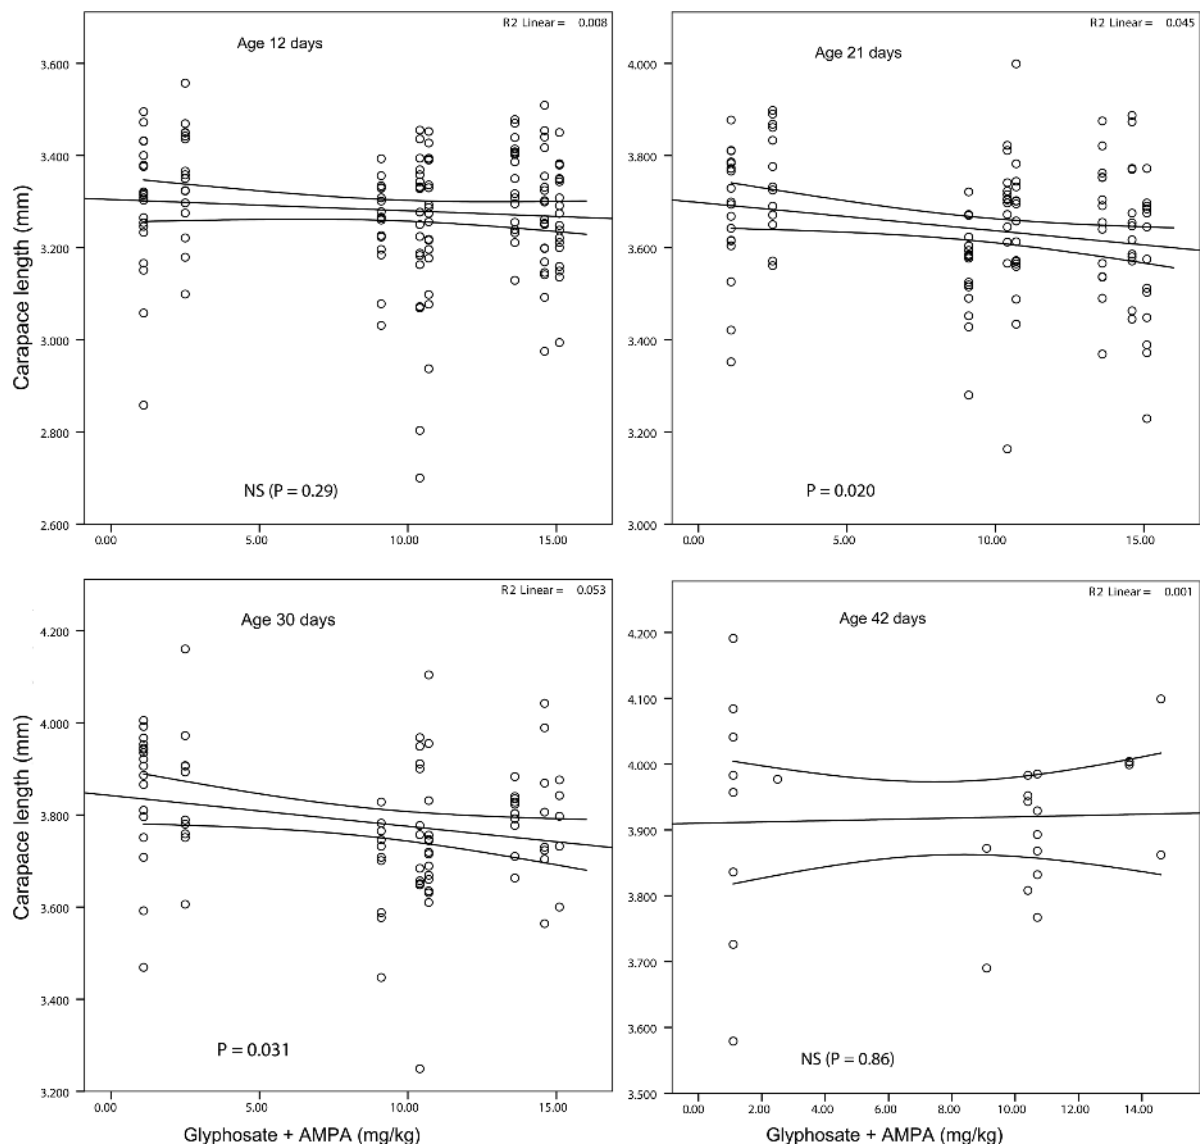 R2 Linear = 0.008
Age 12 days
Carapace length (mm)
3.600
3.400
3.200
3.000
2.800
2.600
NS (P = 0.29)
0.00 5.00 10.00 15.00
R2 Linear = 0.045
Age 21 days
4.000
3.800
3.600
3.400
3.200
3.000
P = 0.020
0.00 5.00 10.00 15.00
R2 Linear = 0.053
Age 30 days
Carapace length (mm)
4.200
4.000
3.800
3.600
3.400
3.200
P = 0.031
0.00 5.00 10.00 15.00
Glyphosate + AMPA (mg/kg)
R2 Linear = 0.001
Age 42 days
4.200
4.100
4.000
3.900
3.800
3.700
3.600
3.500
NS (P = 0.86)
0.00 2.00 4.00 6.00 8.00 10.00 12.00 14.00
Glyphosate + AMPA (mg/kg)